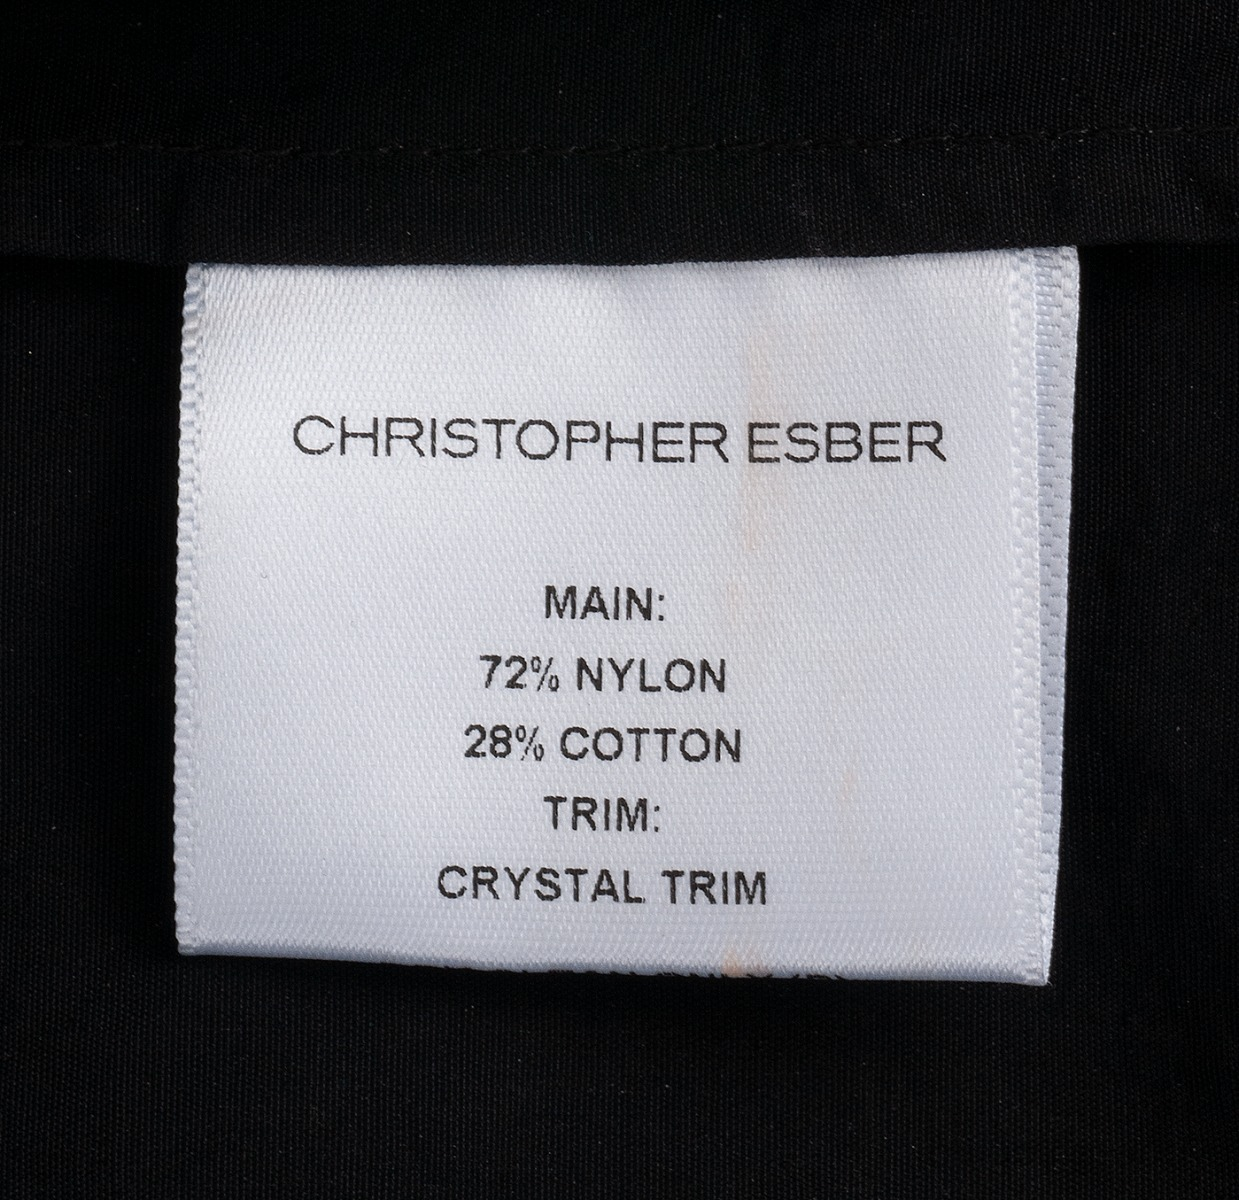 CHRISTOPHER ESBER
MAIN:
72% NYLON
28% COTTON
TRIM:
CRYSTAL TRIM